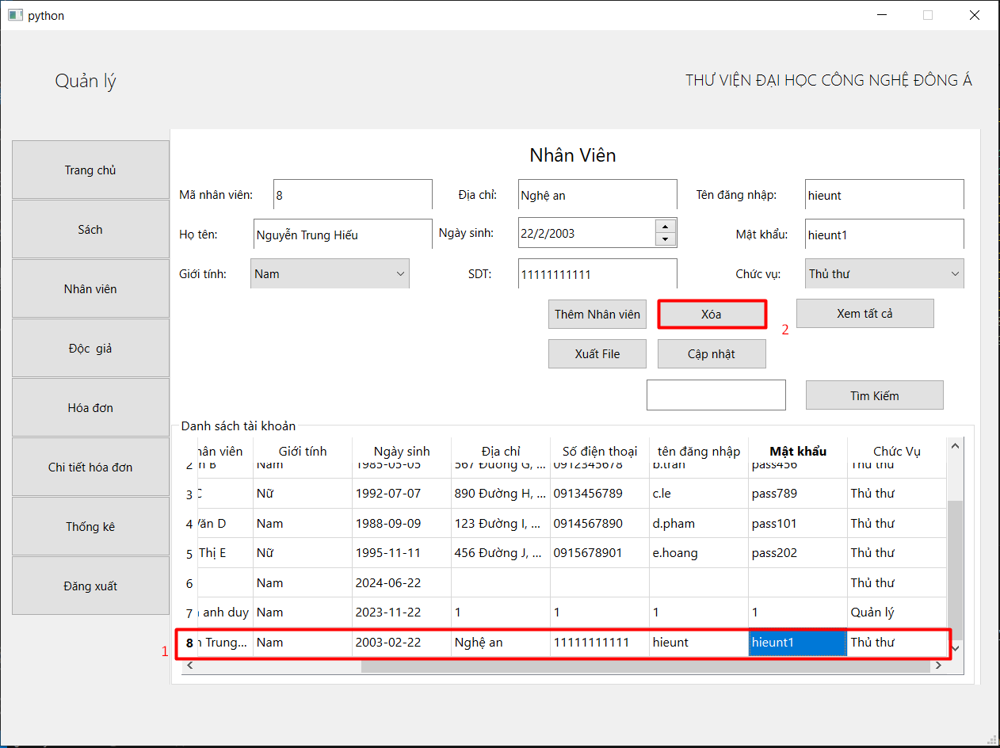 python
Quản lý
THƯ VIỆN ĐẠI HỌC CÔNG NGHỆ ĐÔNG Á
Trang chủ
Sách
Nhân viên
Độc giả
Hóa đơn
Chi tiết hóa đơn
Thống kê
Đăng xuất
Nhân Viên
Mã nhân viên: 8 Địa chỉ: Nghệ an Tên đăng nhập: hieunt
Họ tên: Nguyễn Trung Hiếu Ngày sinh: 22/2/2003 Mật khẩu: hieunt1
Giới tính: Nam SDT: 11111111111 Chức vụ: Thủ thư
Thêm Nhân viên Xóa 2 Xem tất cả
Xuất File Cập nhật
Tìm Kiếm
Danh sách tài khoản
hân viên Giới tính Ngày sinh Địa chỉ Số điện thoại tên đăng nhập Mật khẩu Chức Vụ
2 n B Nam 1985-05-05 567 Đường G, ... 0912345678 b.tran pass456 Thủ thư
3 C Nữ 1992-07-07 890 Đường H, ... 0913456789 c.le pass789 Thủ thư
4 Văn D Nam 1988-09-09 123 Đường I, ... 0914567890 d.pham pass101 Thủ thư
5 Thị E Nữ 1995-11-11 456 Đường J, ... 0915678901 e.hoang pass202 Thủ thư
6 Nam 2024-06-22 Thủ thư
7 anh duy Nam 2023-11-22 1 1 1 1 Quản lý
1 8 n Trung... Nam 2003-02-22 Nghệ an 11111111111 hieunt hieunt1 Thủ thư